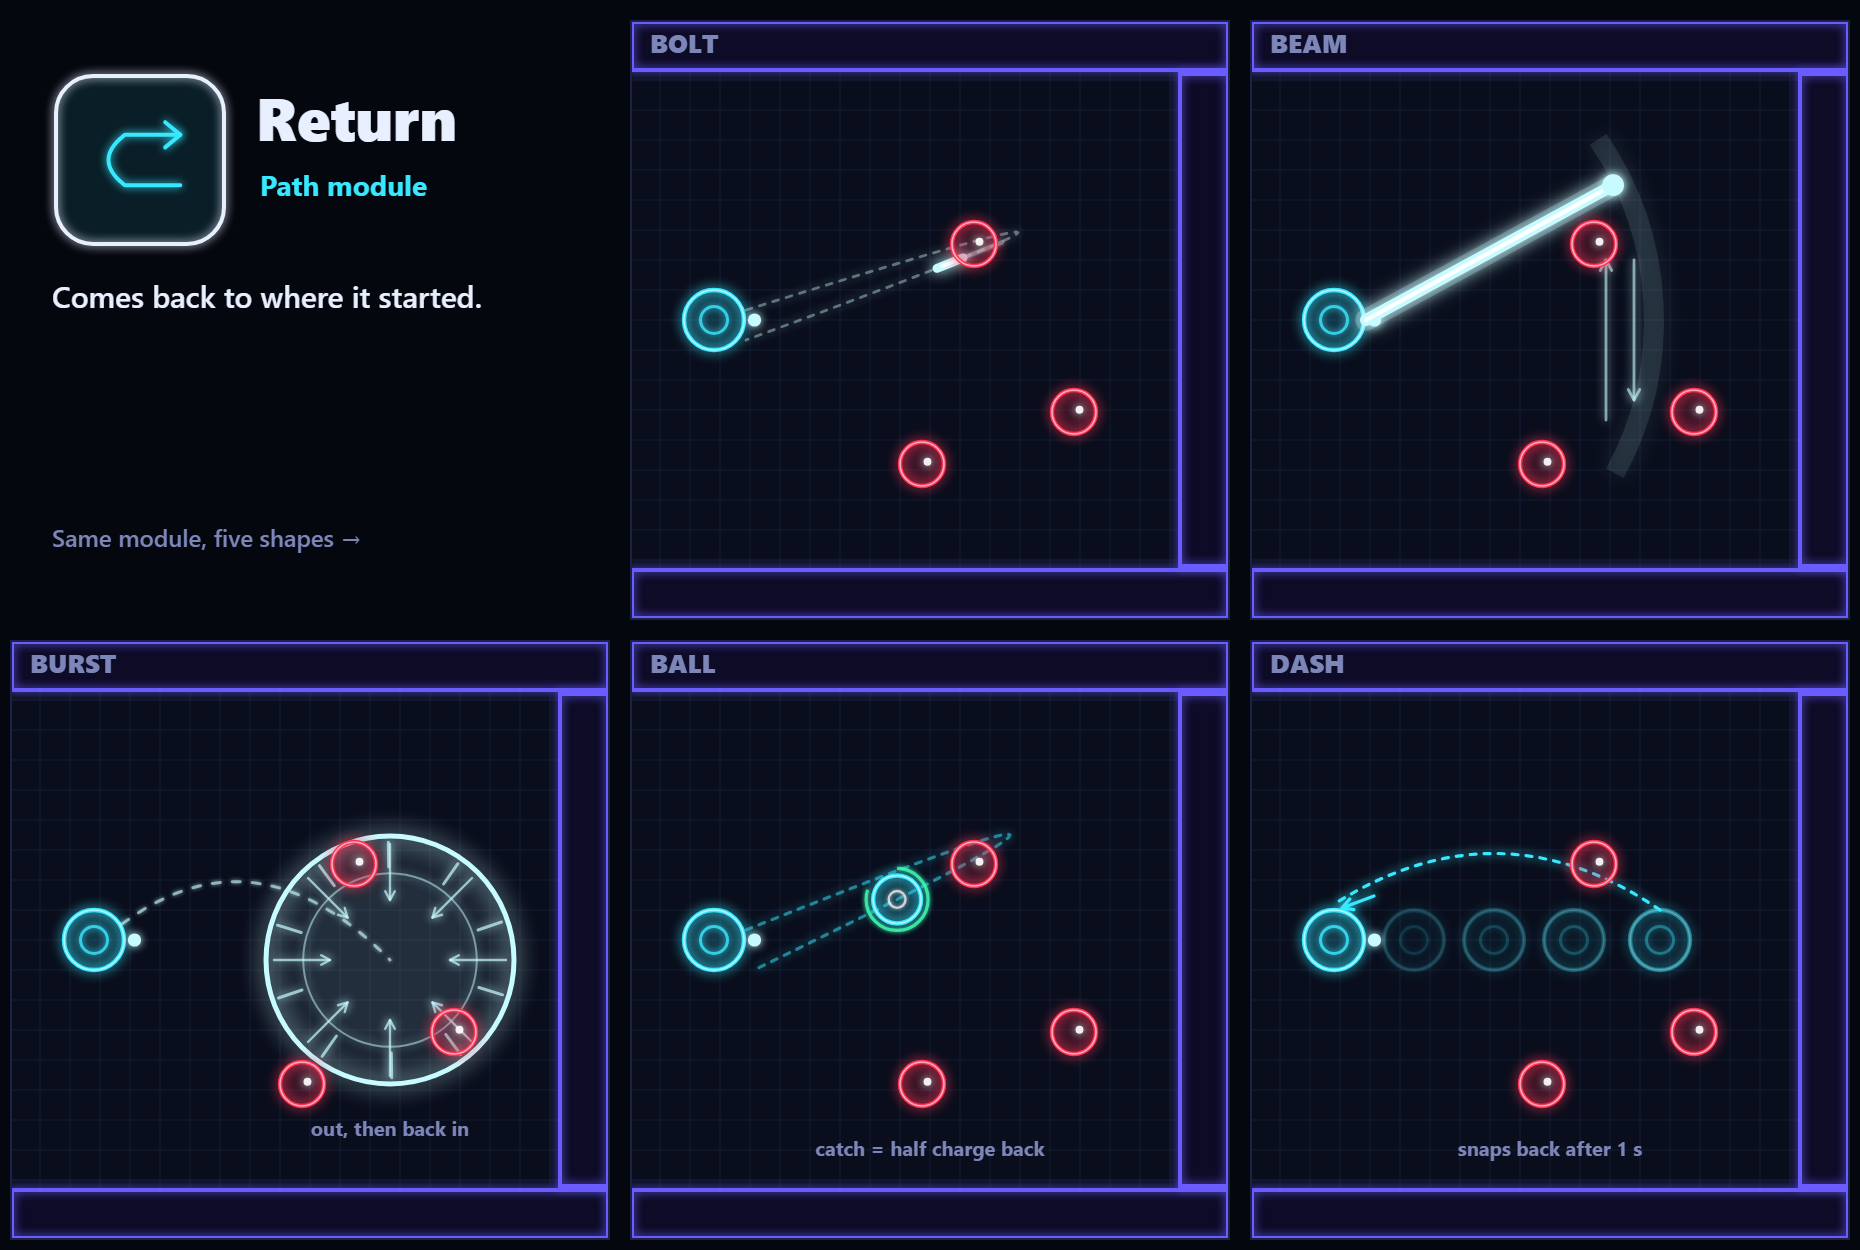 Return
Path module
Comes back to where it started.
Same module, five shapes →
BOLT
BEAM
BURST
out, then back in
BALL
catch = half charge back
DASH
snaps back after 1 s